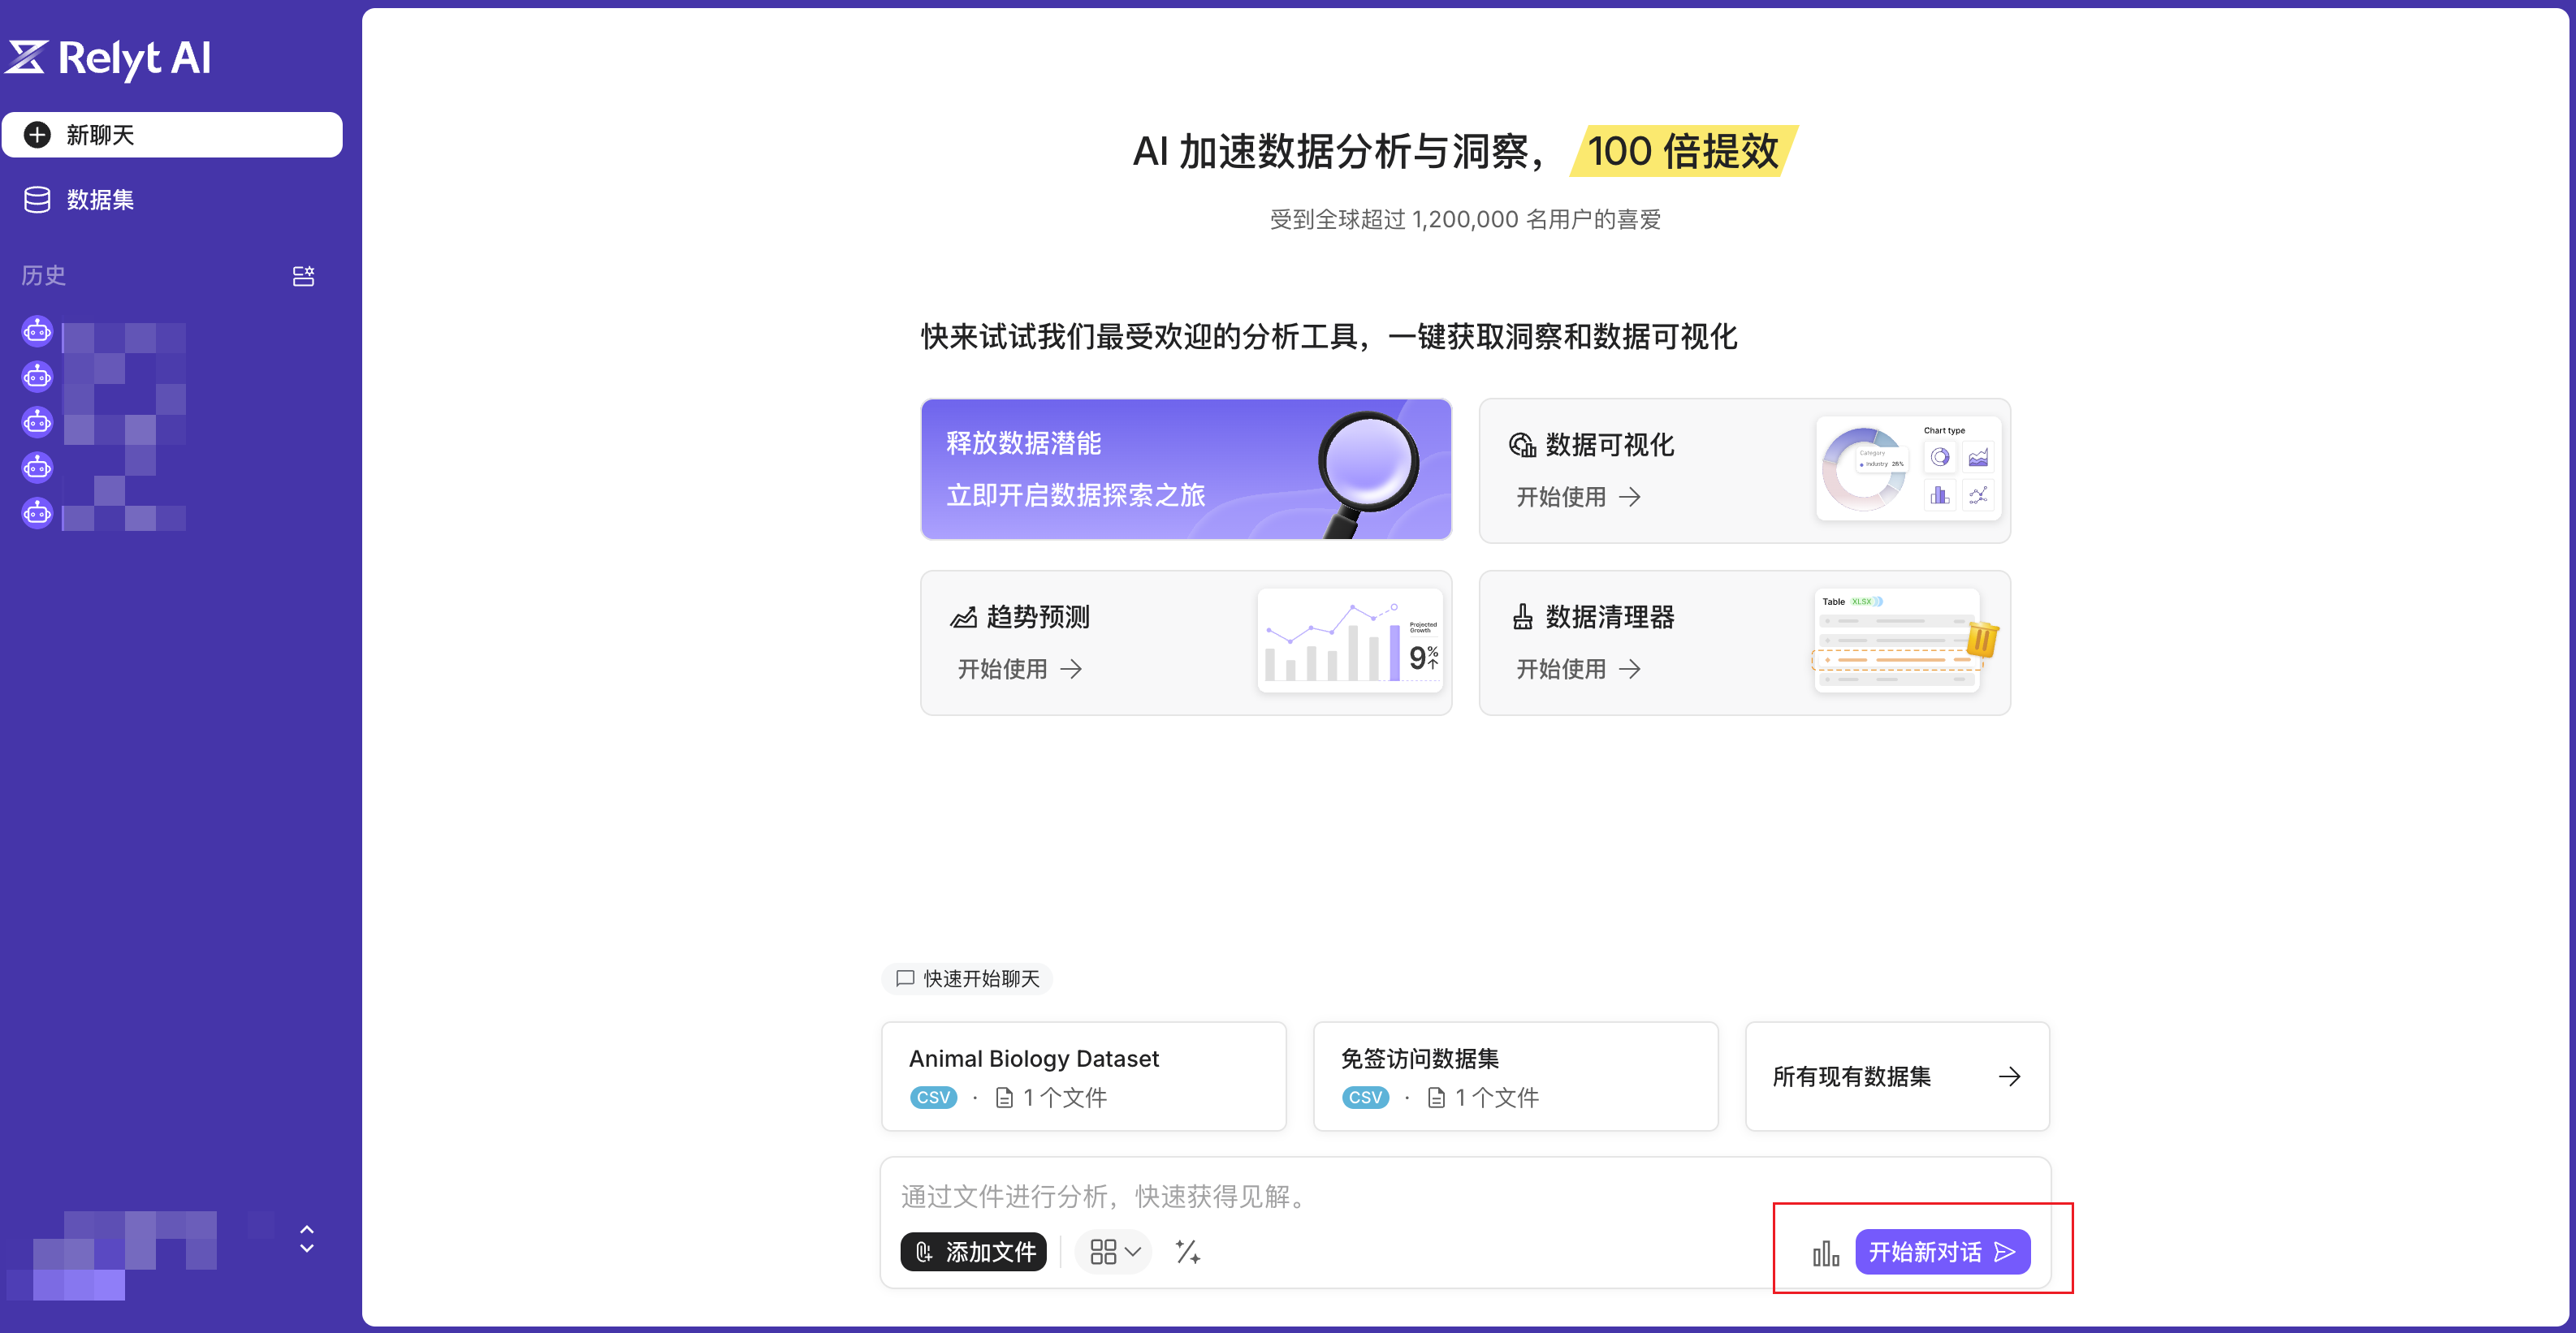 Relyt AI
新聊天
数据集
历史
AI 加速数据分析与洞察，100 倍提效
受到全球超过 1,200,000 名用户的喜爱
快来试试我们最受欢迎的分析工具，一键获取洞察和数据可视化
释放数据潜能
立即开启数据探索之旅
数据可视化
开始使用
Chart type
Category
Industry 26%
趋势预测
开始使用
Projected
Growth
9%
数据清理器
开始使用
Table XLSX
快速开始聊天
Animal Biology Dataset
CSV · 1 个文件
免签访问数据集
CSV · 1 个文件
所有现有数据集
通过文件进行分析，快速获得见解。
添加文件
开始新对话